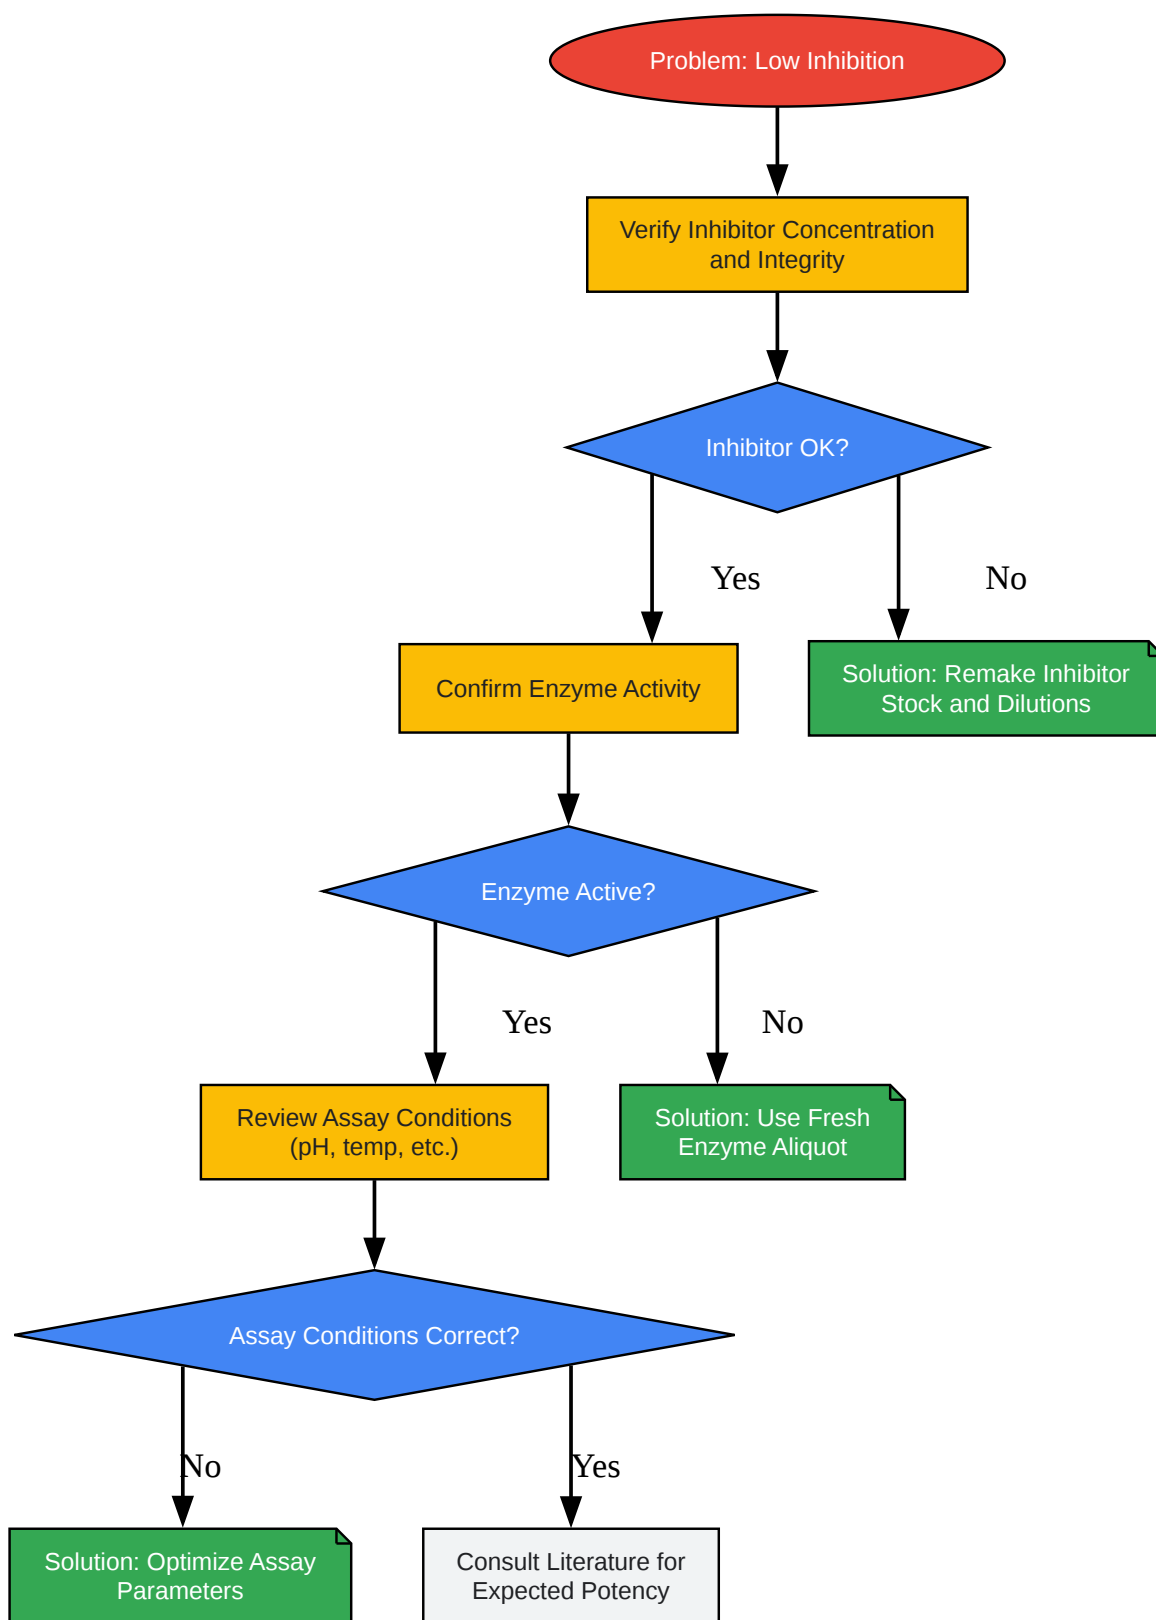 Problem: Low Inhibition
Verify Inhibitor Concentration
and Integrity
Inhibitor OK?
Yes
No
Confirm Enzyme Activity
Solution: Remake Inhibitor
Stock and Dilutions
Enzyme Active?
Yes
No
Review Assay Conditions
(pH, temp, etc.)
Solution: Use Fresh
Enzyme Aliquot
Assay Conditions Correct?
No
Yes
Solution: Optimize Assay
Parameters
Consult Literature for
Expected Potency